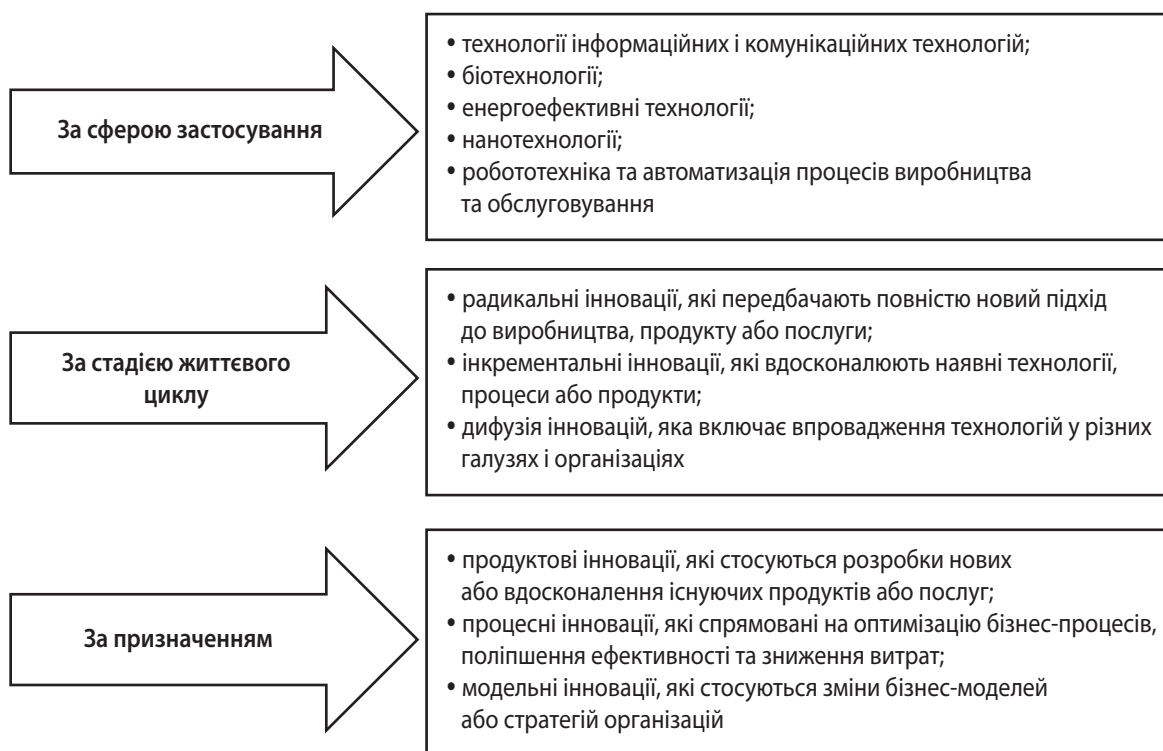 За сферою застосування
• технології інформаційних і комунікаційних технологій;
• біотехнології;
• енергоефективні технології;
• нанотехнології;
• робототехніка та автоматизація процесів виробництва
та обслуговування
За стадією життєвого
циклу
• радикальні інновації, які передбачають повністю новий підхід
до виробництва, продукту або послуги;
• інкрементальні інновації, які вдосконалюють наявні технології,
процеси або продукти;
• дифузія інновацій, яка включає впровадження технологій у різних
галузях і організаціях
За призначенням
• продуктові інновації, які стосуються розробки нових
або вдосконалення існуючих продуктів або послуг;
• процесні інновації, які спрямовані на оптимізацію бізнес-процесів,
поліпшення ефективності та зниження витрат;
• модельні інновації, які стосуються зміни бізнес-моделей
або стратегій організацій